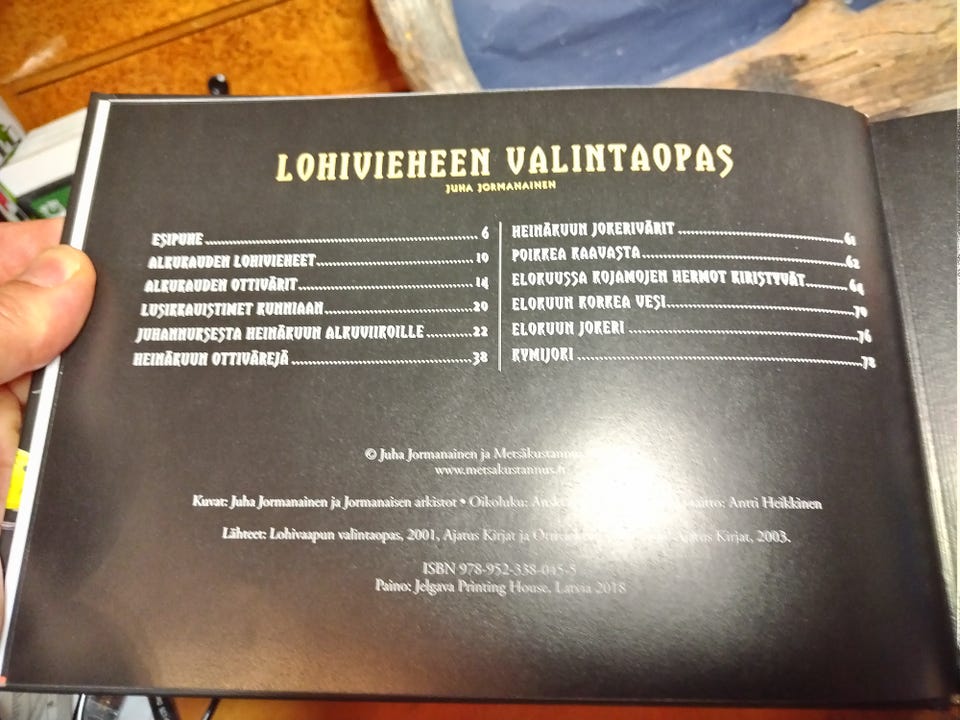 LOHIVIEHEEN VALINTAOPAS
JUHA JORMANAINEN
ESIPUHE 6
ALKUKAUDEN LOHIVIEHEET 10
ALKUKAUDEN OTTIVÄRIT 14
LUSIKKAUISTIMET KUNNIAAN 20
JUHANNUKSESTA HEINÄKUUN ALKUVIIKOILLE 22
HEINÄKUUN OTTIVÄREJÄ 38
HEINÄKUUN JOKERIVÄRIT 61
POIKKEA KAAVASTA 62
ELOKUUSSA KOJAMOJEN HERMOT KIRISTYVÄT 64
ELOKUUN KORKEA VESI 70
ELOKUUN JOKERI 76
KYMIJOKI 78
© Juha Jormanainen ja Metsäkustannus
www.metsakustannus.fi
Kuvat: Juha Jormanainen ja Jormanaisen arkistot • Oikoluku: Antti Heikkinen
Lähteet: Lohivaapun valintaopas, 2001, Ajatus Kirjat ja Ajatus Kirjat, 2003.
ISBN 978-952-338-045-5
Paino: Jelgava Printing House, Latvia 2018